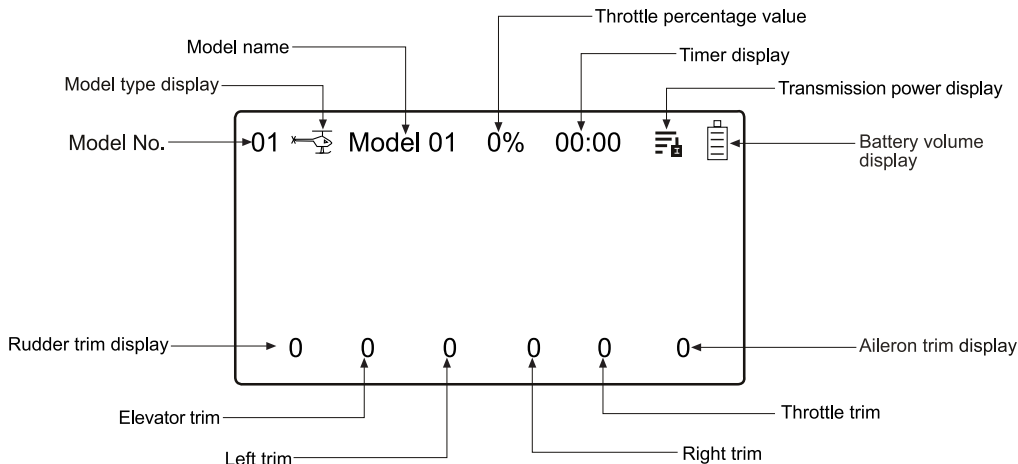 Throttle percentage value
Model name
Timer display
Model type display
Transmission power display
Model No.
01 Model 01 0% 00:00
Battery volume
display
Rudder trim display
0 0 0 0 0 0
Aileron trim display
Elevator trim
Throttle trim
Left trim
Right trim